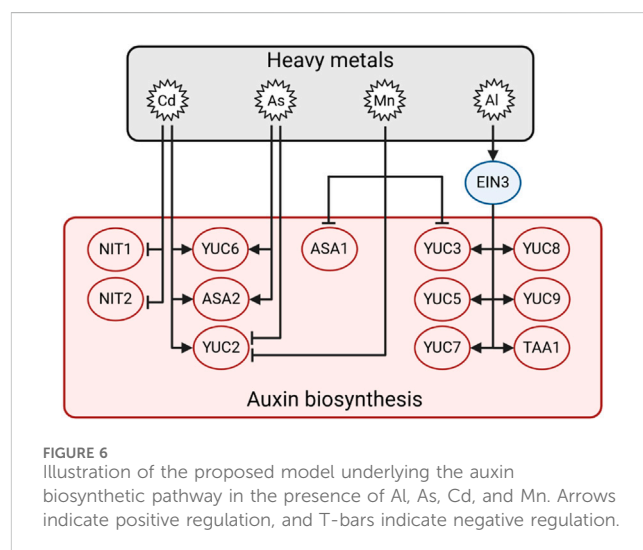 Heavy metals
Cd As Mn Al
EIN3
NIT1 YUC6 ASA1 YUC3 YUC8
NIT2 ASA2 YUC5 YUC9
YUC2 YUC7 TAA1
Auxin biosynthesis
FIGURE 6
Illustration of the proposed model underlying the auxin
biosynthetic pathway in the presence of Al, As, Cd, and Mn. Arrows
indicate positive regulation, and T-bars indicate negative regulation.